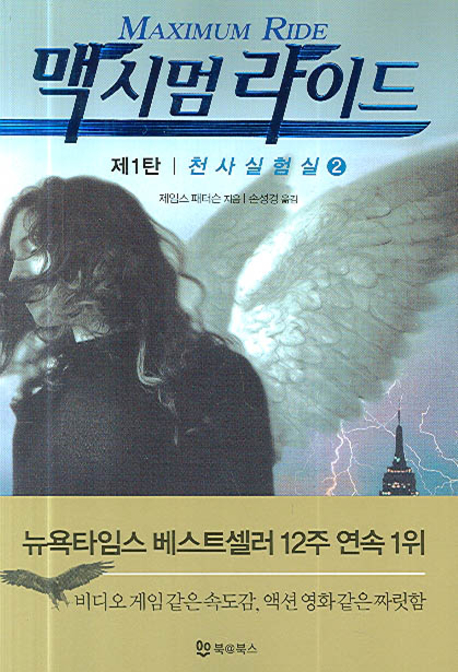 MAXIMUM RIDE
맥시멈 라이드
제1탄 | 천사실험실 2
제임스 패터슨 지음 | 손성경 옮김
뉴욕타임스 베스트셀러 12주 연속 1위
비디오 게임 같은 속도감, 액션 영화 같은 짜릿함
북@북스